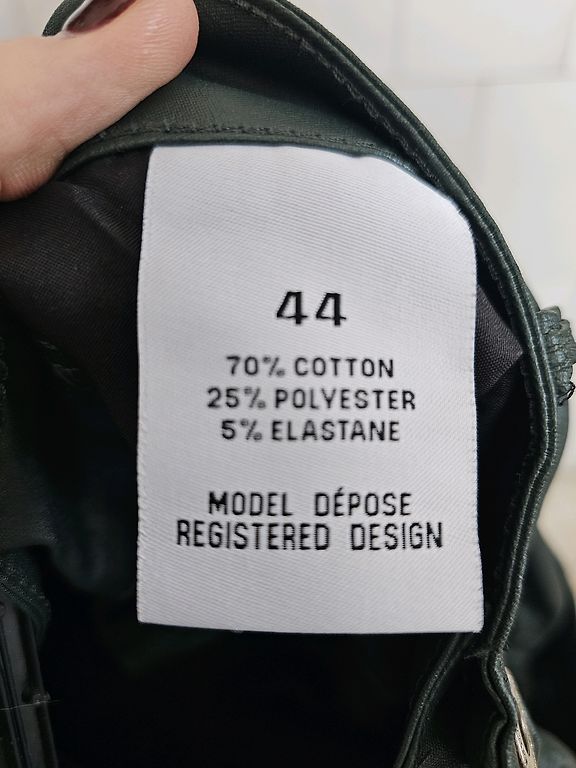 44
70% COTTON
25% POLYESTER
5% ELASTANE
MODEL DÉPOSE
REGISTERED DESIGN